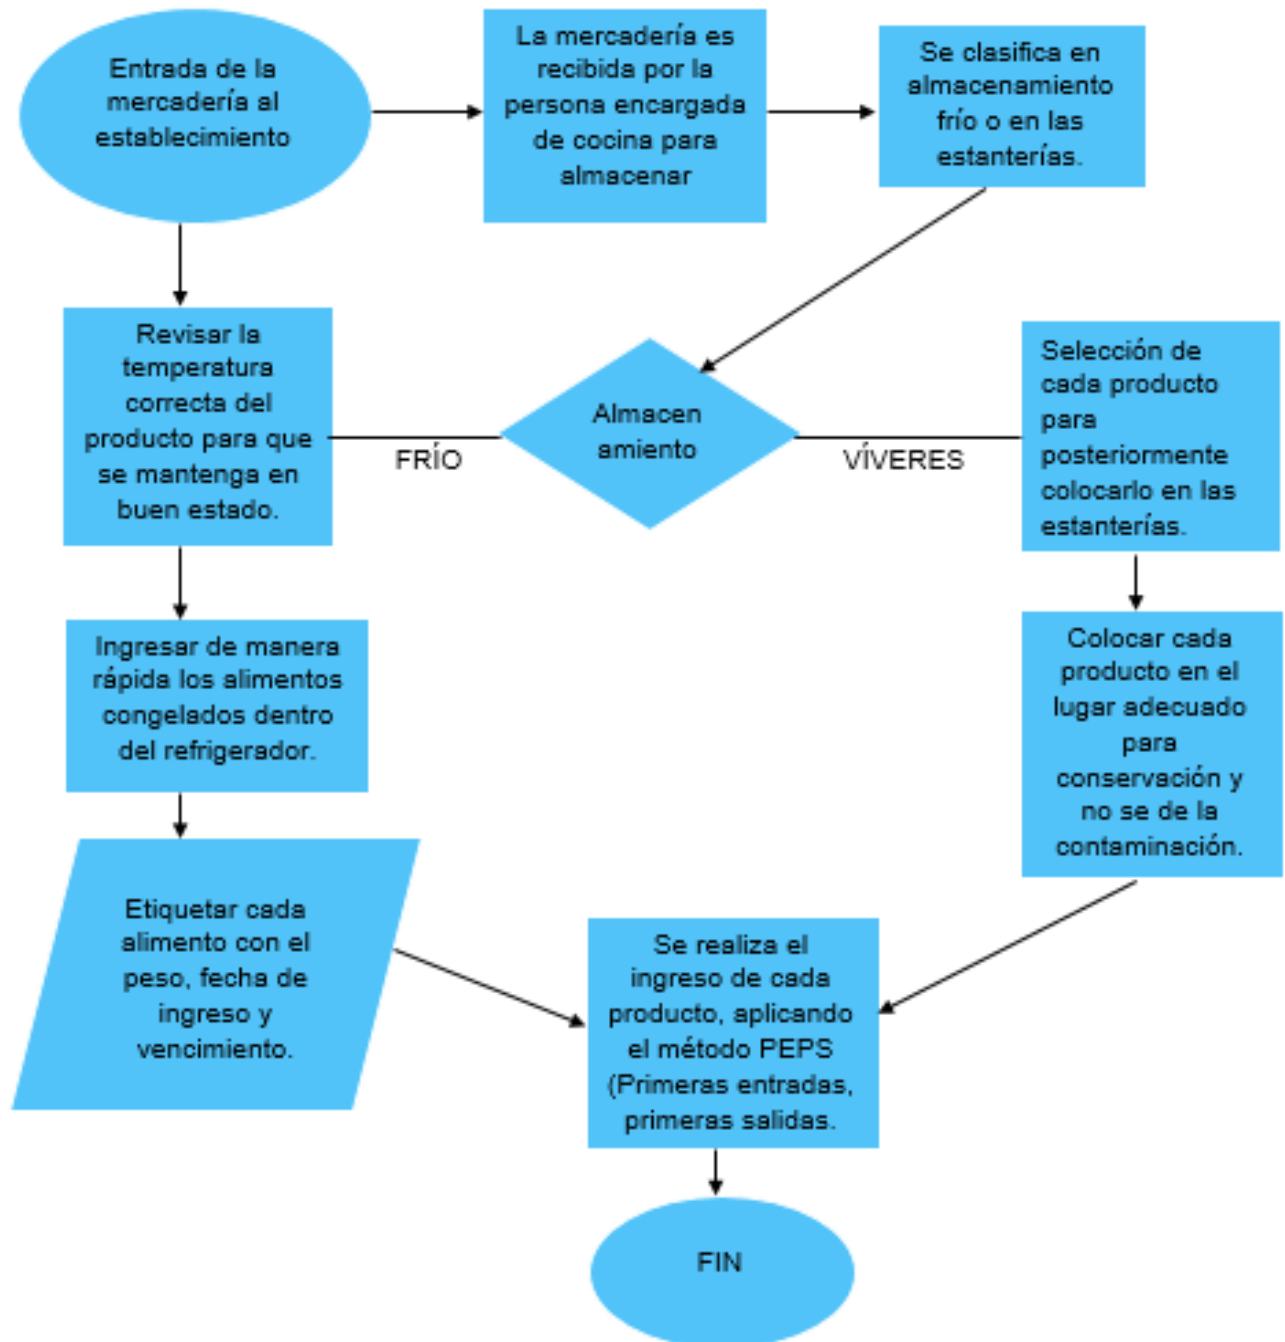 Entrada de la
mercadería al
establecimiento
La mercadería es
recibida por la
persona encargada
de cocina para
almacenar
Se clasifica en
almacenamiento
frío o en las
estanterías.
Revisar la
temperatura
correcta del
producto para que
se mantenga en
buen estado.
FRÍO
Almacen
amiento
VÍVERES
Selección de
cada producto
para
posteriormente
colocarlo en las
estanterías.
Ingresar de manera
rápida los alimentos
congelados dentro
del refrigerador.
Colocar cada
producto en el
lugar adecuado
para
conservación y
no se de la
contaminación.
Etiquetar cada
alimento con el
peso, fecha de
ingreso y
vencimiento.
Se realiza el
ingreso de cada
producto, aplicando
el método PEPS
(Primeras entradas,
primeras salidas.
FIN